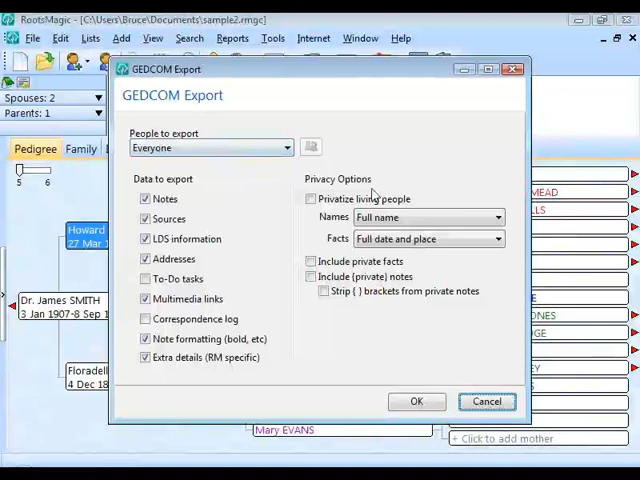 RootsMagic - [C:\Users\Bruce\Documents\sample2.rmgc]
File Edit Lists Add View Search Reports Tools Internet Window Help
GEDCOM Export
Spouses: 2
Parents: 1
Pedigree Family
5 6
GEDCOM Export
People to export
Everyone
Data to export
Notes
Sources
LDS information
Addresses
To-Do tasks
Multimedia links
Correspondence log
Note formatting (bold, etc)
Extra details (RM specific)
Privacy Options
Privatize living people
Names Full name
Facts Full date and place
Include private facts
Include {private} notes
Strip { } brackets from private notes
OK Cancel
Howard
27 Mar 1
Dr. James SMITH
3 Jan 1907-8 Sep 1
Floradell
4 Dec 18
Mary EVANS
MEAD
LLS
ONES
DGE
EY
+ Click to add mother